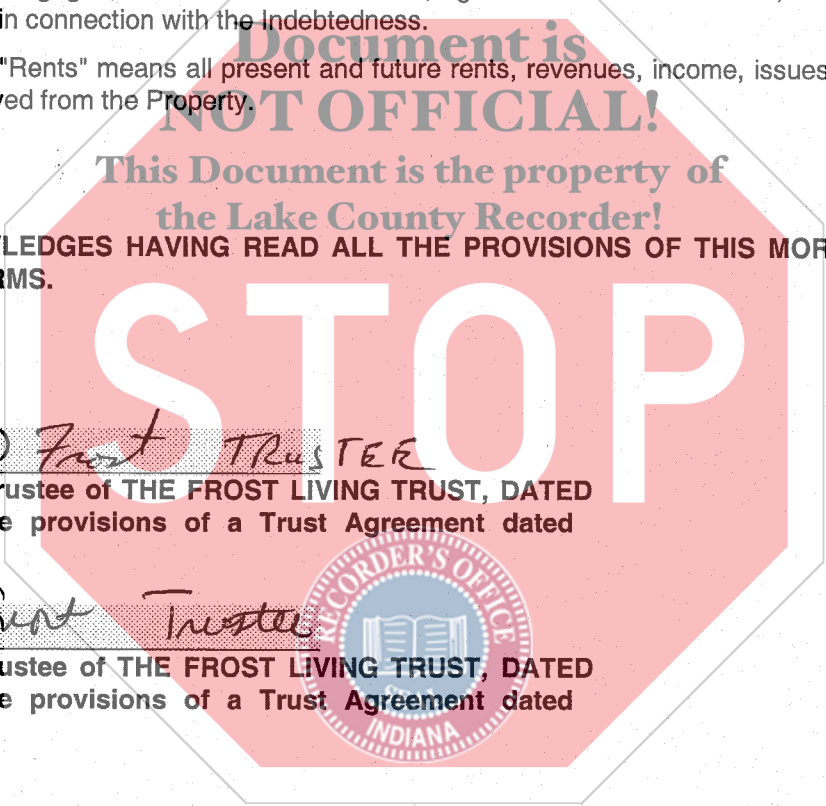 in connection with the Indebtedness.
Document is
"Rents" means all present and future rents, revenues, income, issues
ved from the Property.
NOT OFFICIAL!
This Document is the property of
the Lake County Recorder!
LEDGES HAVING READ ALL THE PROVISIONS OF THIS MOR
RMS.
STOP
Frost TRUSTEE
rustee of THE FROST LIVING TRUST, DATED
e provisions of a Trust Agreement dated
Trustee
ustee of THE FROST LIVING TRUST, DATED
e provisions of a Trust Agreement dated
RECORDER'S OFFICE
SEAL
INDIANA